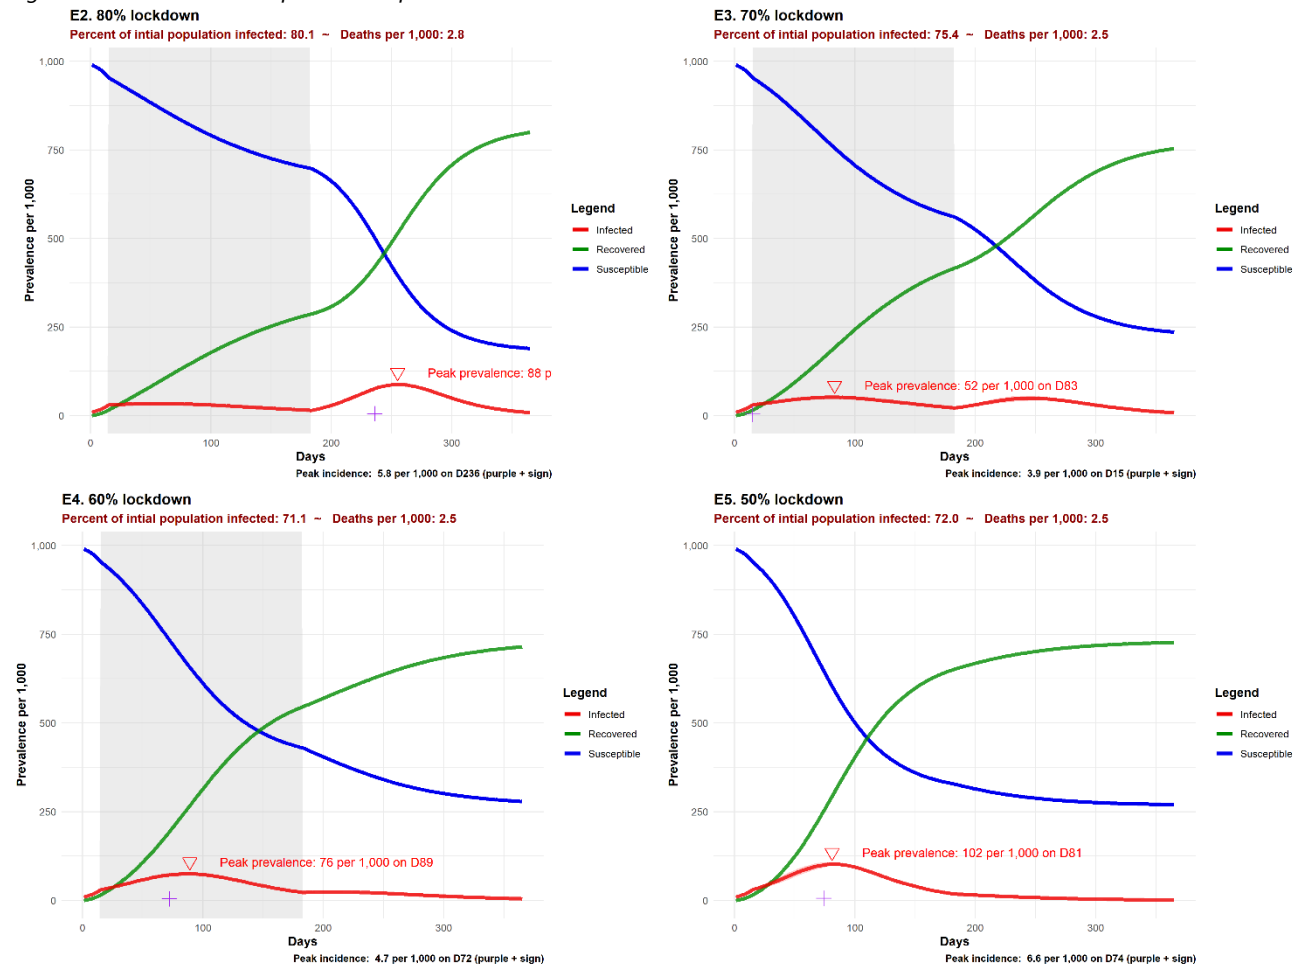 E2. 80% lockdown
Percent of intial population infected: 80.1 ~ Deaths per 1,000: 2.8
1,000
750
500
250
0
Prevalence per 1,000
Peak prevalence: 88 p
0 100 200 300
Days
Peak incidence: 5.8 per 1,000 on D236 (purple + sign)
Legend
Infected
Recovered
Susceptible
E3. 70% lockdown
Percent of intial population infected: 75.4 ~ Deaths per 1,000: 2.5
1,000
750
500
250
0
Prevalence per 1,000
Peak prevalence: 52 per 1,000 on D83
0 100 200 300
Days
Peak incidence: 3.9 per 1,000 on D15 (purple + sign)
Legend
Infected
Recovered
Susceptible
E4. 60% lockdown
Percent of intial population infected: 71.1 ~ Deaths per 1,000: 2.5
1,000
750
500
250
0
Prevalence per 1,000
Peak prevalence: 76 per 1,000 on D89
0 100 200 300
Days
Peak incidence: 4.7 per 1,000 on D72 (purple + sign)
Legend
Infected
Recovered
Susceptible
E5. 50% lockdown
Percent of intial population infected: 72.0 ~ Deaths per 1,000: 2.5
1,000
750
500
250
0
Prevalence per 1,000
Peak prevalence: 102 per 1,000 on D81
0 100 200 300
Days
Peak incidence: 6.6 per 1,000 on D74 (purple + sign)
Legend
Infected
Recovered
Susceptible